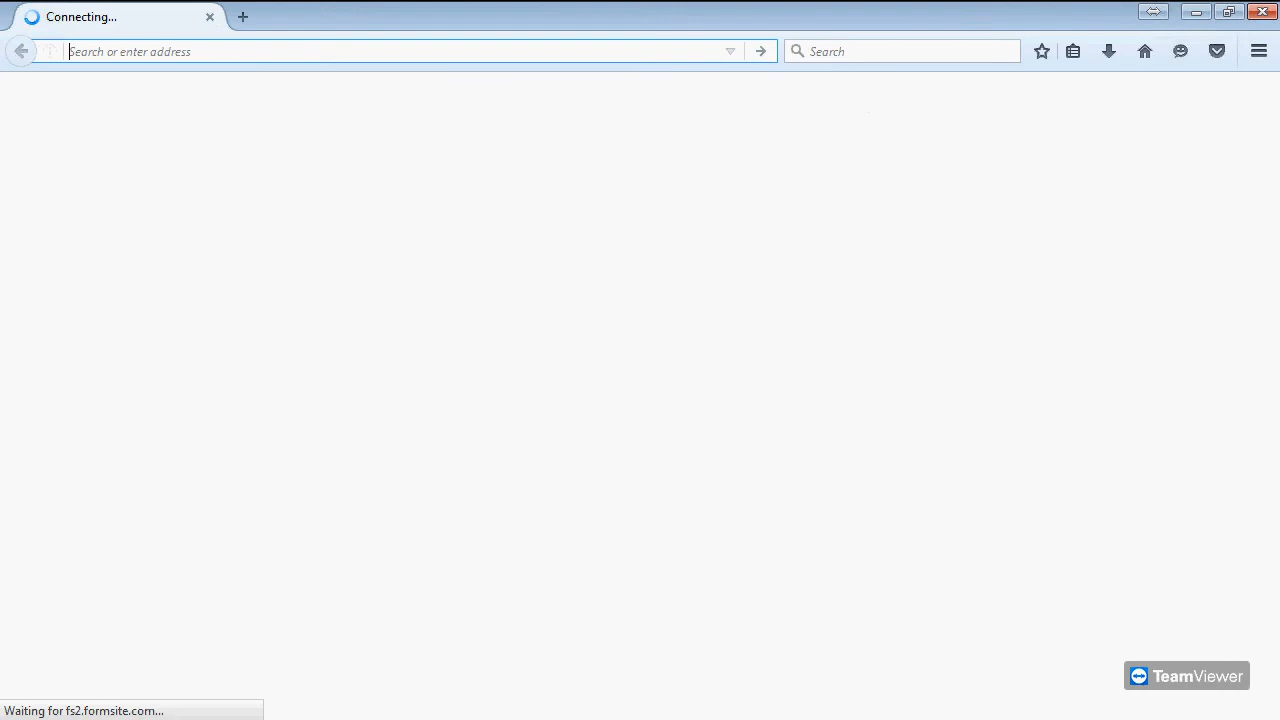 Connecting...
Search or enter address
Search
TeamViewer
Waiting for fs2.formsite.com...